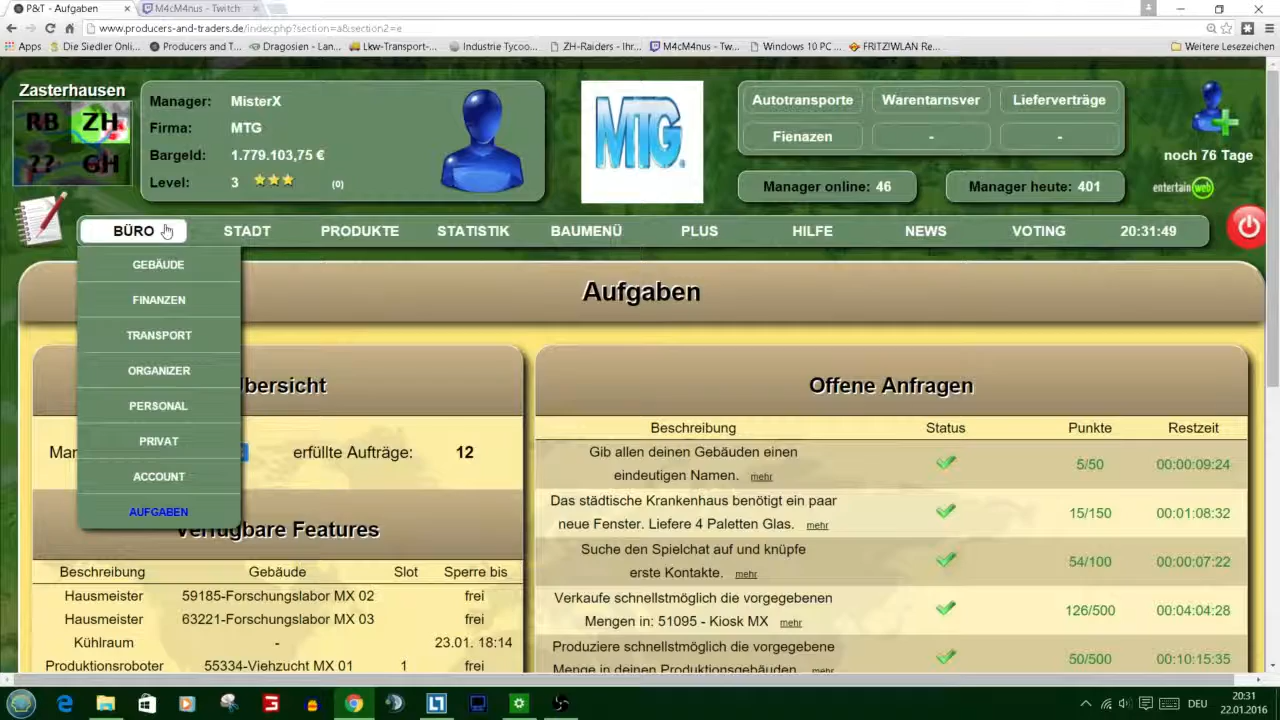 P&T - Aufgaben
M4cM4nus - Twitch
www.producers-and-traders.de/index.php?section=a&section2=e
Apps
Die Siedler Onli...
Producers and T...
Dragosien - Lan...
Lkw-Transport-...
Industrie Tycoo...
ZH-Raiders - Ihr...
M4cM4nus - Tw...
Windows 10 PC ...
FRITZ!WLAN Re...
Weitere Lesezeichen
Zasterhausen
RB ZH
?? GH
Manager: MisterX
Firma: MTG
Bargeld: 1.779.103,75 €
Level: 3 (0)
MTG
Autotransporte Warentarnsver Lieferverträge
Fienazen - -
Manager online: 46 Manager heute: 401
noch 76 Tage
entertainweb
BÜRO STADT PRODUKTE STATISTIK BAUMENÜ PLUS HILFE NEWS VOTING 20:31:49
GEBÄUDE
FINANZEN
TRANSPORT
ORGANIZER
PERSONAL
PRIVAT
ACCOUNT
AUFGABEN
Aufgaben
erfüllte Aufträge: 12
Verfügbare Features
Beschreibung Gebäude Slot Sperre bis
Hausmeister 59185-Forschungslabor MX 02 frei
Hausmeister 63221-Forschungslabor MX 03 frei
Kühlraum - 23.01. 18:14
Produktionsroboter 55334-Viehzucht MX 01 1 frei
Offene Anfragen
Beschreibung Status Punkte Restzeit
Gib allen deinen Gebäuden einen
eindeutigen Namen. mehr 5/50 00:00:09:24
Das städtische Krankenhaus benötigt ein paar
neue Fenster. Liefere 4 Paletten Glas. mehr 15/150 00:01:08:32
Suche den Spielchat auf und knüpfe
erste Kontakte. mehr 54/100 00:00:07:22
Verkaufe schnellstmöglich die vorgegebenen
Mengen in: 51095 - Kiosk MX mehr 126/500 00:04:04:28
Produziere schnellstmöglich die vorgegebene
Menge in deinen Produktionsgebäuden. mehr 50/500 00:10:15:35
DEU
20:31
22.01.2016